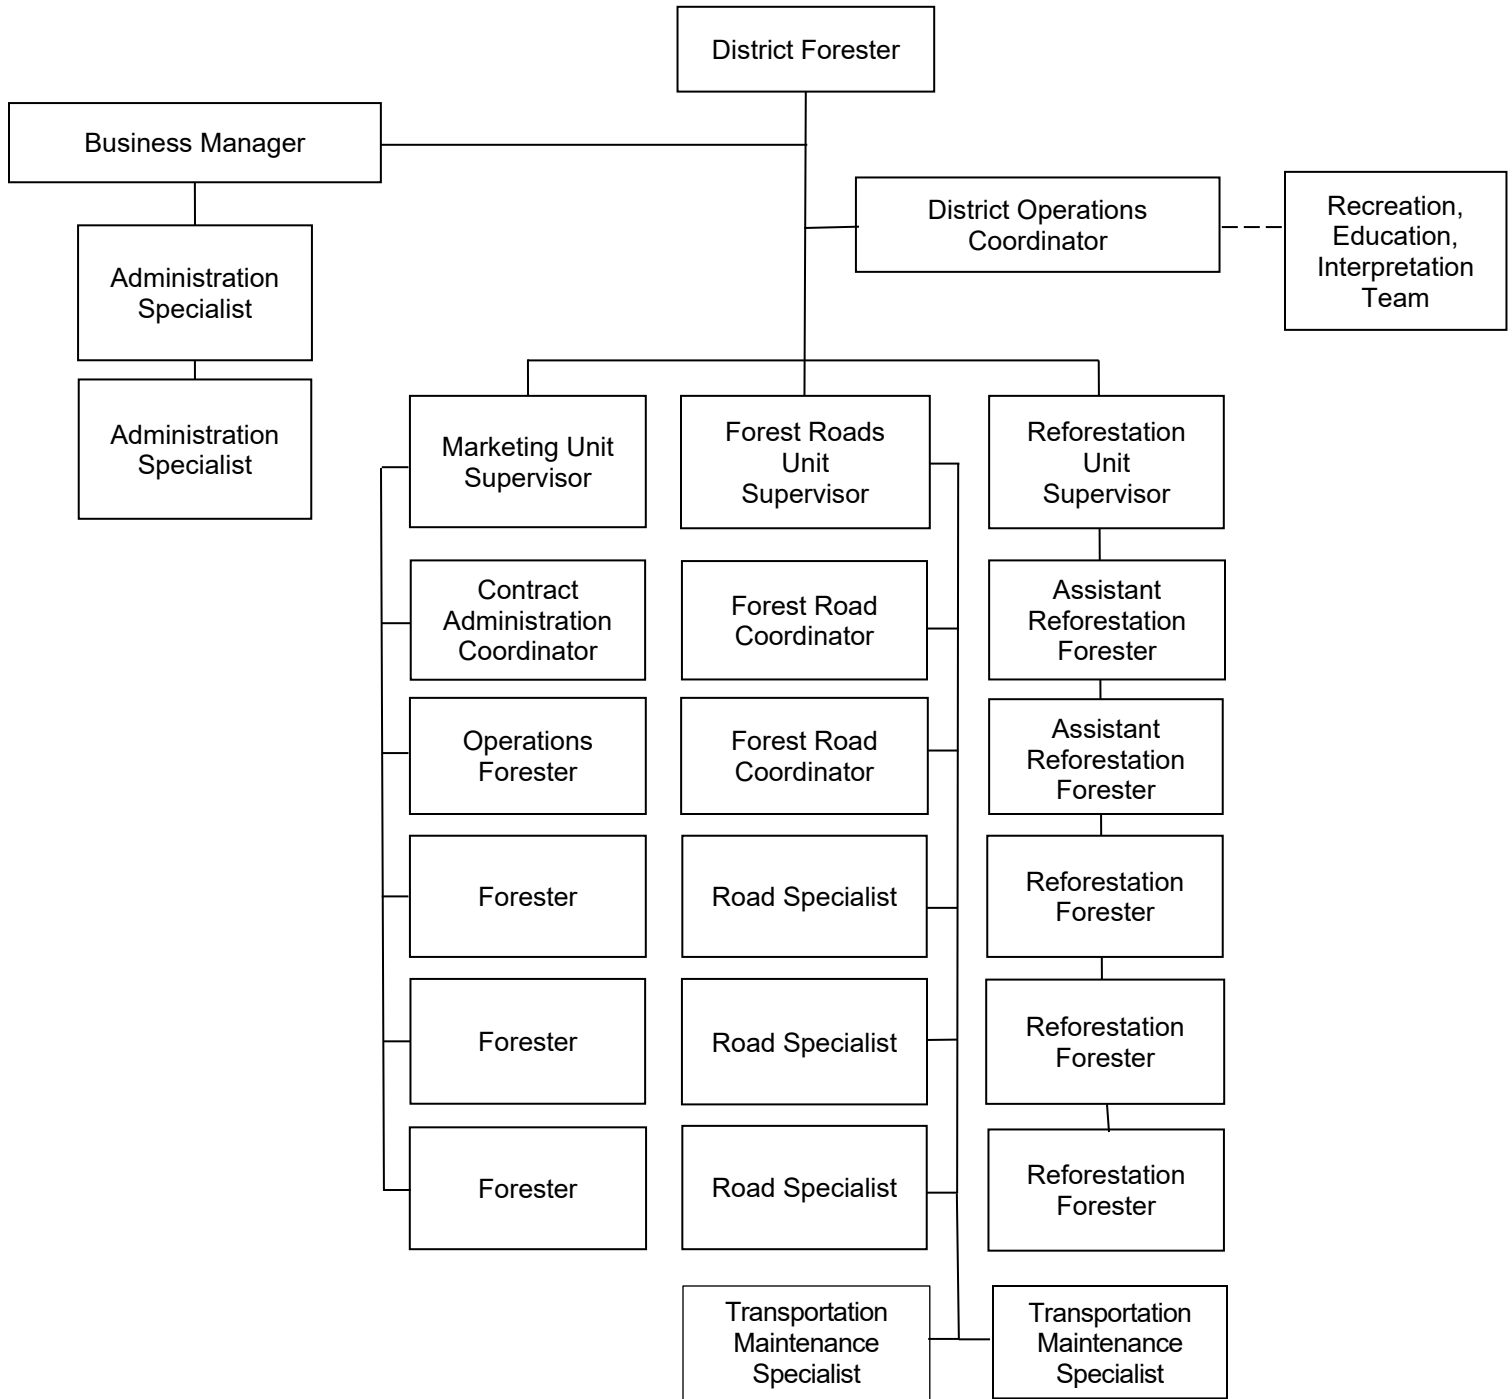 District Forester
Business Manager
District Operations
Coordinator
Recreation,
Education,
Interpretation
Team
Administration
Specialist
Administration
Specialist
Marketing Unit
Supervisor
Contract
Administration
Coordinator
Operations
Forester
Forester
Forester
Forester
Forest Roads
Unit
Supervisor
Forest Road
Coordinator
Forest Road
Coordinator
Road Specialist
Road Specialist
Road Specialist
Transportation
Maintenance
Specialist
Reforestation
Unit
Supervisor
Assistant
Reforestation
Forester
Assistant
Reforestation
Forester
Reforestation
Forester
Reforestation
Forester
Reforestation
Forester
Transportation
Maintenance
Specialist